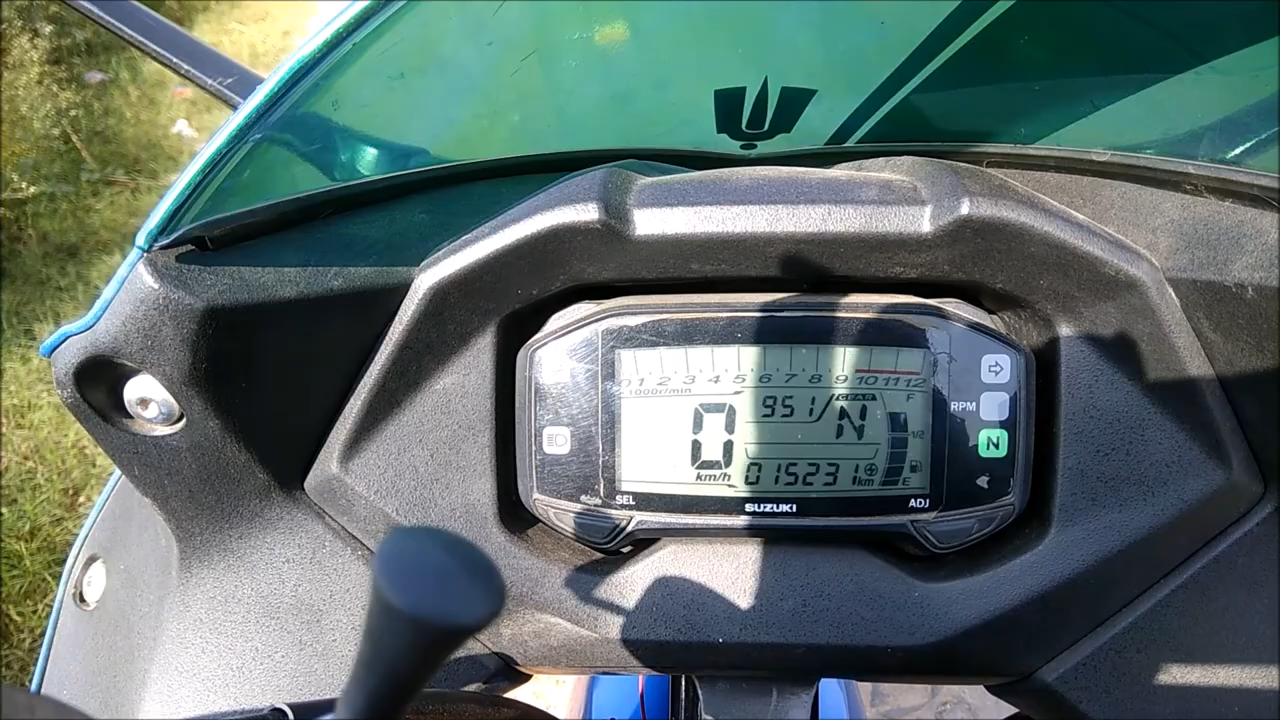 0 1 2 3 4 5 6 7 8 9 10 11 12
×1000r/min
GEAR
F
951 N
RPM
0
1/2
N
km/h 015231 km E
SEL SUZUKI ADJ